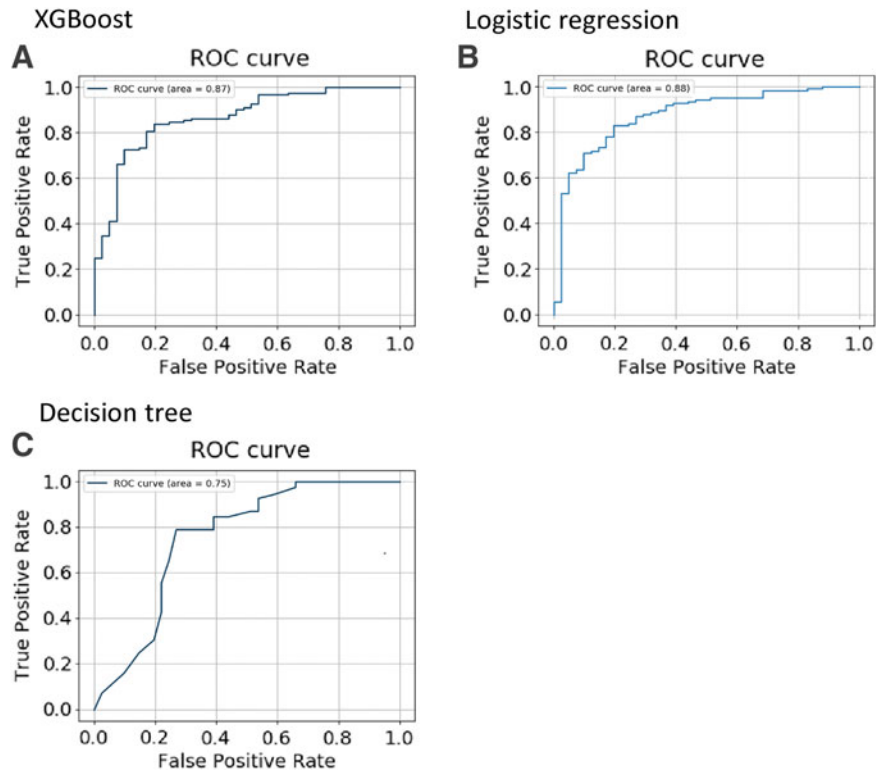 XGBoost
A
ROC curve
ROC curve (area = 0.87)
True Positive Rate
1.0
0.8
0.6
0.4
0.2
0.0
0.0 0.2 0.4 0.6 0.8 1.0
False Positive Rate
Logistic regression
B
ROC curve
ROC curve (area = 0.88)
True Positive Rate
1.0
0.8
0.6
0.4
0.2
0.0
0.0 0.2 0.4 0.6 0.8 1.0
False Positive Rate
Decision tree
C
ROC curve
ROC curve (area = 0.75)
True Positive Rate
1.0
0.8
0.6
0.4
0.2
0.0
0.0 0.2 0.4 0.6 0.8 1.0
False Positive Rate